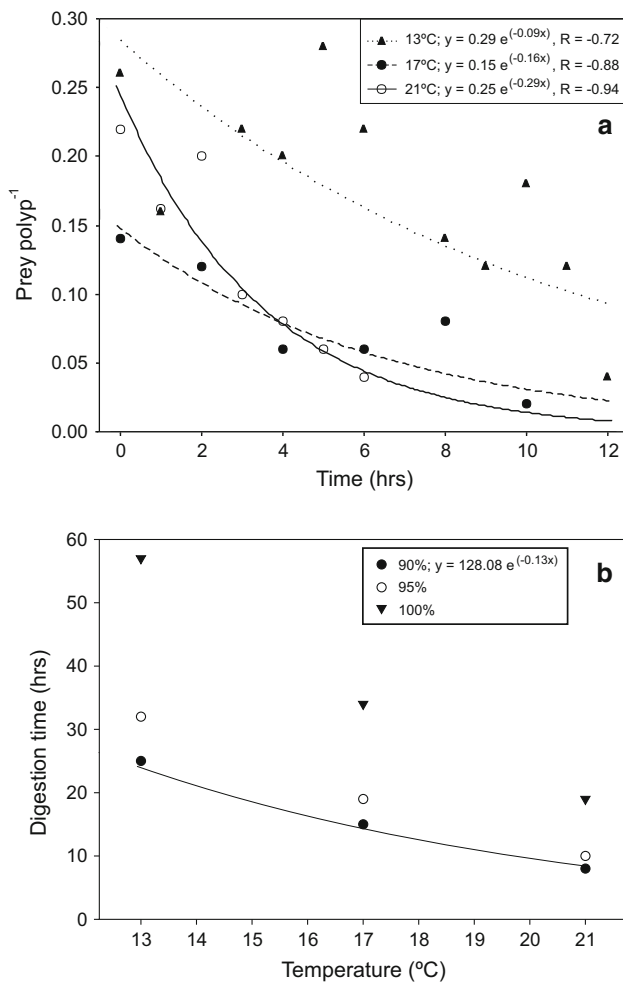 0.30
0.25
0.20
0.15
0.10
0.05
0.00
Prey polyp⁻¹
13ºC; y = 0.29 e^(-0.09x) , R = -0.72
17ºC; y = 0.15 e^(-0.16x) , R = -0.88
21ºC; y = 0.25 e^(-0.29x) , R = -0.94
a
0 2 4 6 8 10 12
Time (hrs)
60
50
40
30
20
10
0
Digestion time (hrs)
90%; y = 128.08 e^(-0.13x)
95%
100%
b
13 14 15 16 17 18 19 20 21
Temperature (ºC)